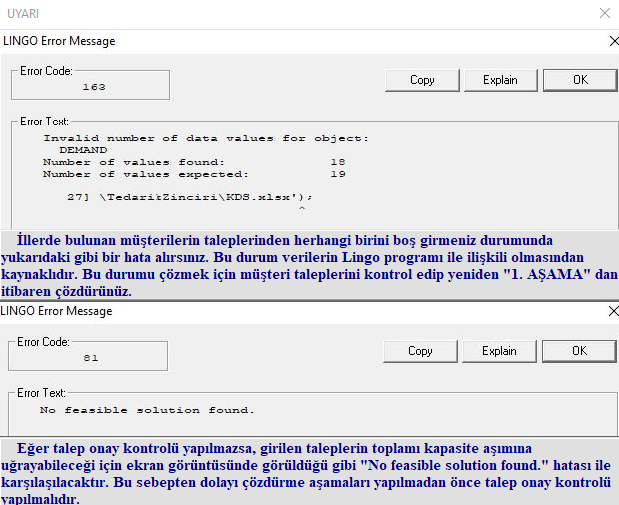 UYARI
LINGO Error Message
Error Code:
163
Copy
Explain
OK
Error Text:
Invalid number of data values for object:
DEMAND
Number of values found: 18
Number of values expected: 19
27] \TedarikZinciri\KDS.xlsx');
^
İllerde bulunan müşterilerin taleplerinden herhangi birini boş girmeniz durumunda
yukarıdaki gibi bir hata alırsınız. Bu durum verilerin Lingo programı ile ilişkili olmasından
kaynaklıdır. Bu durumu çözmek için müşteri taleplerini kontrol edip yeniden "1. AŞAMA" dan
itibaren çözdürünüz.
LINGO Error Message
Error Code:
81
Copy
Explain
OK
Error Text:
No feasible solution found.
Eğer talep onay kontrolü yapılmazsa, girilen taleplerin toplamı kapasite aşımına
uğrayabileceği için ekran görüntüsünde görüldüğü gibi "No feasible solution found." hatası ile
karşılaşılacaktır. Bu sebepten dolayı çözdürme aşamaları yapılmadan önce talep onay kontrolü
yapılmalıdır.